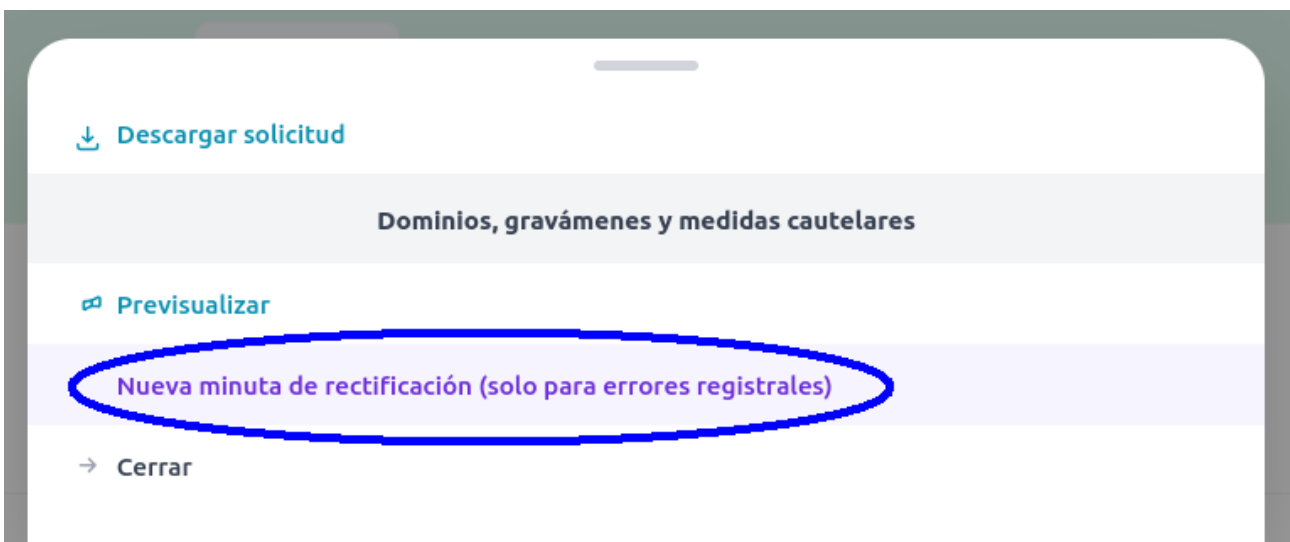 Descargar solicitud
Dominios, gravámenes y medidas cautelares
Previsualizar
Nueva minuta de rectificación (solo para errores registrales)
Cerrar